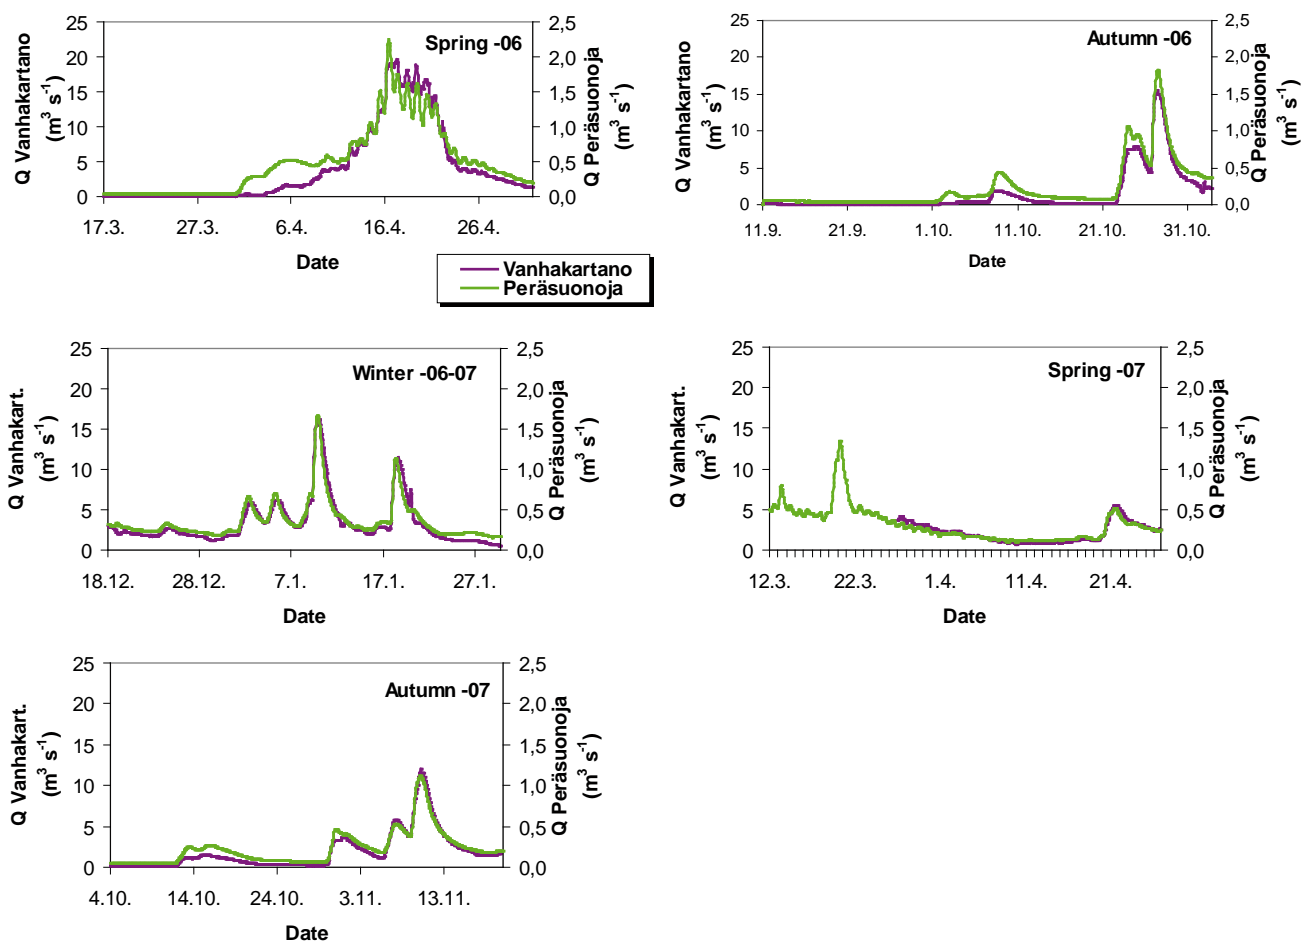 Spring -06
Q Vanhakartano
(m³ s⁻¹)
25
20
15
10
5
0
2,5
2,0
1,5
1,0
0,5
0,0
Q Peräsuonoja
(m³ s⁻¹)
17.3.
27.3.
6.4.
16.4.
26.4.
Date
Autumn -06
Q Vanhakartano
(m³ s⁻¹)
25
20
15
10
5
0
2,5
2,0
1,5
1,0
0,5
0,0
Q Peräsuonoja
(m³ s⁻¹)
11.9.
21.9.
1.10.
11.10.
21.10.
31.10.
Date
Vanhakartano
Peräsuonoja
Winter -06-07
Q Vanhakart.
(m³ s⁻¹)
25
20
15
10
5
0
2,5
2,0
1,5
1,0
0,5
0,0
Q Peräsuonoja
(m³ s⁻¹)
18.12.
28.12.
7.1.
17.1.
27.1.
Date
Spring -07
Q Vanhakart.
(m³ s⁻¹)
25
20
15
10
5
0
2,5
2,0
1,5
1,0
0,5
0,0
Q Peräsuonoja
(m³ s⁻¹)
12.3.
22.3.
1.4.
11.4.
21.4.
Date
Autumn -07
Q Vanhakart.
(m³ s⁻¹)
25
20
15
10
5
0
2,5
2,0
1,5
1,0
0,5
0,0
Q Peräsuonoja
(m³ s⁻¹)
4.10.
14.10.
24.10.
3.11.
13.11.
Date